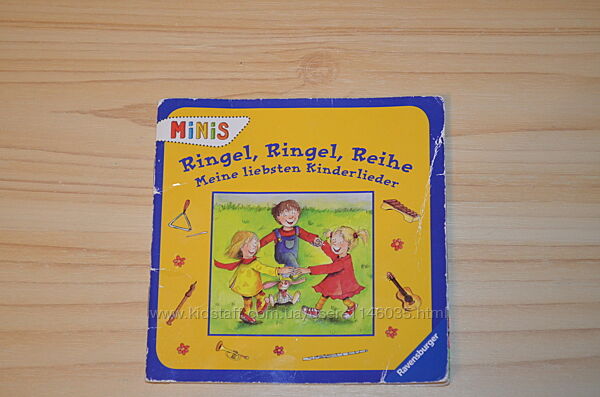 MiNiS
Ringel, Ringel, Reihe
Meine liebsten Kinderlieder
www.kidstaff.com.ua/user-1146035.html
Ravensburger